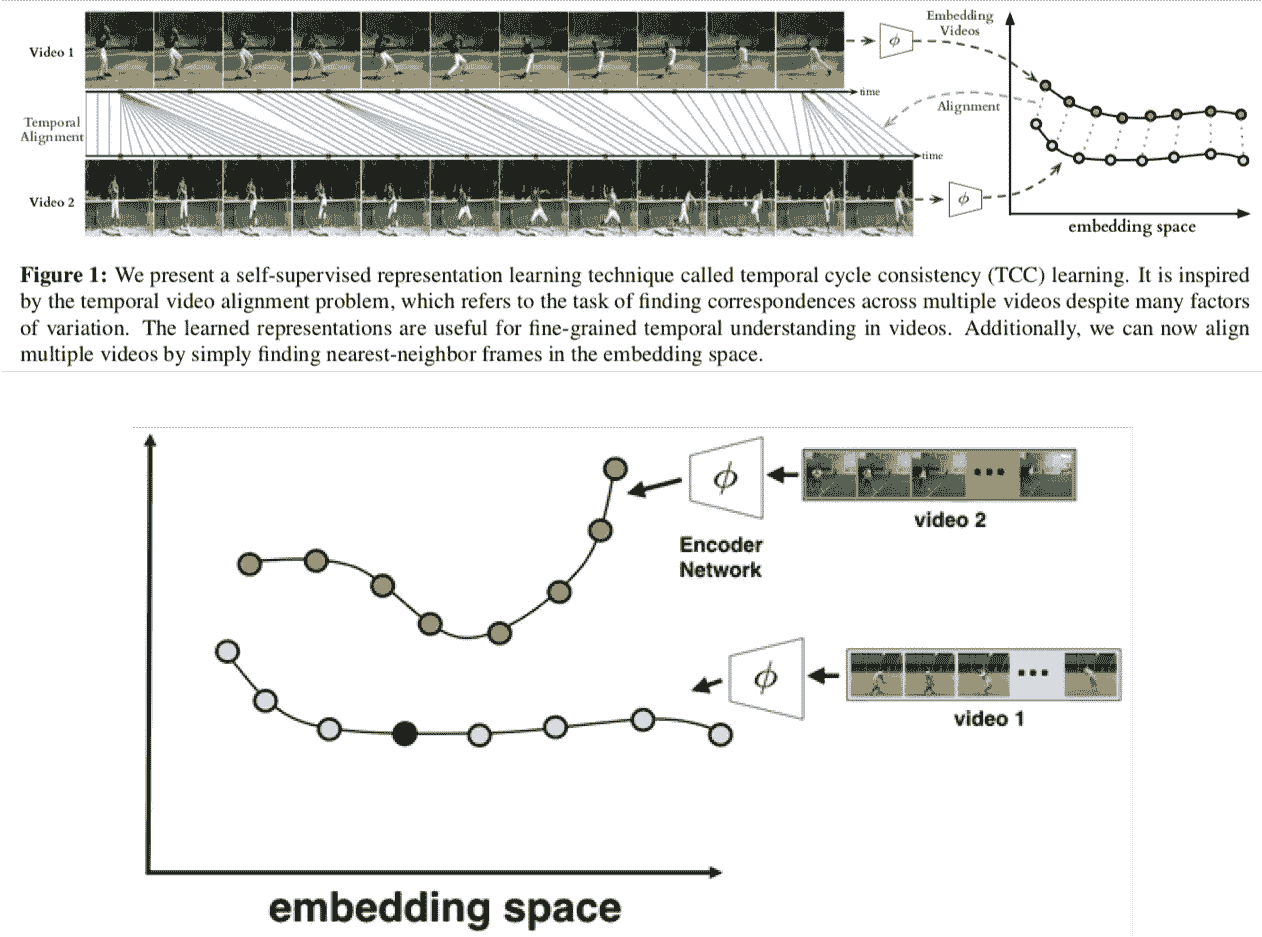 Video 1
Embedding
Videos
ϕ
time
Temporal
Alignment
Alignment
time
Video 2
ϕ
embedding space
Figure 1: We present a self-supervised representation learning technique called temporal cycle consistency (TCC) learning. It is inspired
by the temporal video alignment problem, which refers to the task of finding correspondences across multiple videos despite many factors
of variation. The learned representations are useful for fine-grained temporal understanding in videos. Additionally, we can now align
multiple videos by simply finding nearest-neighbor frames in the embedding space.
ϕ
video 2
Encoder
Network
ϕ
video 1
embedding space